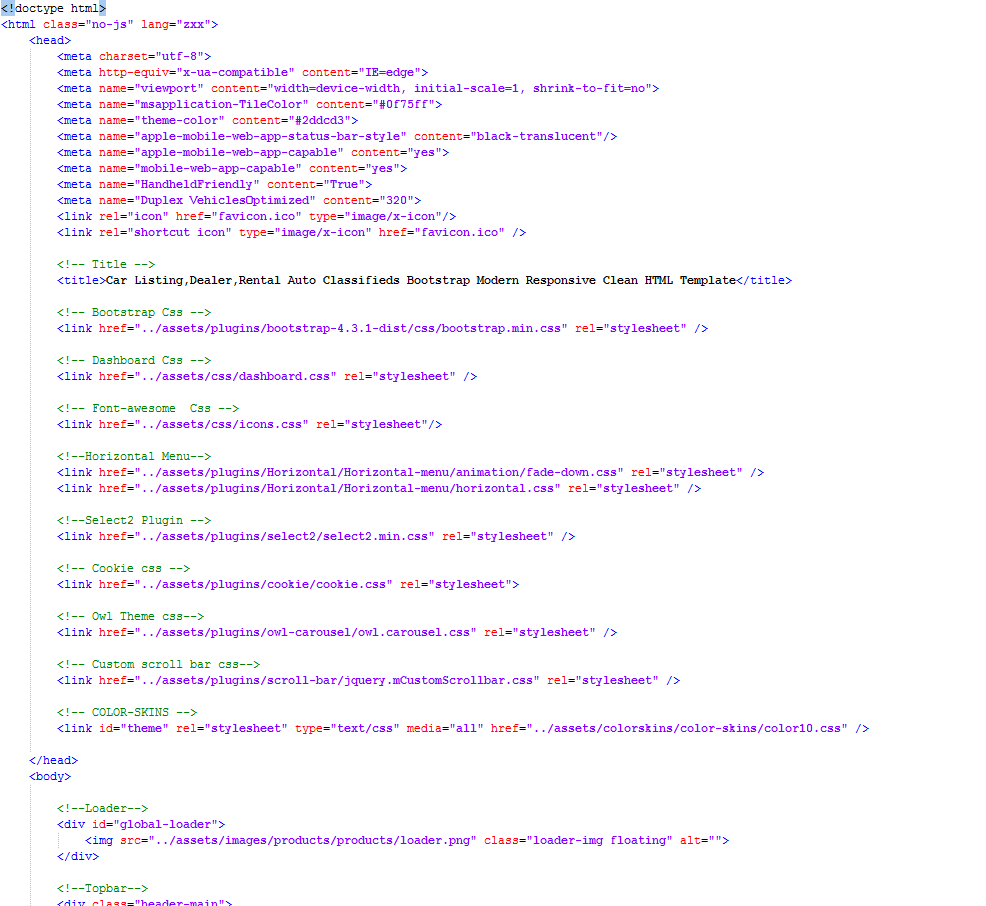 <!doctype html>
<html class="no-js" lang="zxx">
<head>
<meta charset="utf-8">
<meta http-equiv="x-ua-compatible" content="IE=edge">
<meta name="viewport" content="width=device-width, initial-scale=1, shrink-to-fit=no">
<meta name="msapplication-TileColor" content="#0f75ff">
<meta name="theme-color" content="#2ddcd3">
<meta name="apple-mobile-web-app-status-bar-style" content="black-translucent"/>
<meta name="apple-mobile-web-app-capable" content="yes">
<meta name="mobile-web-app-capable" content="yes">
<meta name="HandheldFriendly" content="True">
<meta name="Duplex VehiclesOptimized" content="320">
<link rel="icon" href="favicon.ico" type="image/x-icon"/>
<link rel="shortcut icon" type="image/x-icon" href="favicon.ico" />
<!-- Title -->
<title>Car Listing,Dealer,Rental Auto Classifieds Bootstrap Modern Responsive Clean HTML Template</title>
<!-- Bootstrap Css -->
<link href="../assets/plugins/bootstrap-4.3.1-dist/css/bootstrap.min.css" rel="stylesheet" />
<!-- Dashboard Css -->
<link href="../assets/css/dashboard.css" rel="stylesheet" />
<!-- Font-awesome  Css -->
<link href="../assets/css/icons.css" rel="stylesheet"/>
<!--Horizontal Menu-->
<link href="../assets/plugins/Horizontal/Horizontal-menu/animation/fade-down.css" rel="stylesheet" />
<link href="../assets/plugins/Horizontal/Horizontal-menu/horizontal.css" rel="stylesheet" />
<!--Select2 Plugin -->
<link href="../assets/plugins/select2/select2.min.css" rel="stylesheet" />
<!-- Cookie css -->
<link href="../assets/plugins/cookie/cookie.css" rel="stylesheet">
<!-- Owl Theme css-->
<link href="../assets/plugins/owl-carousel/owl.carousel.css" rel="stylesheet" />
<!-- Custom scroll bar css-->
<link href="../assets/plugins/scroll-bar/jquery.mCustomScrollbar.css" rel="stylesheet" />
<!-- COLOR-SKINS -->
<link id="theme" rel="stylesheet" type="text/css" media="all" href="../assets/colorskins/color-skins/color10.css" />
</head>
<body>
<!--Loader-->
<div id="global-loader">
<img src="../assets/images/products/products/loader.png" class="loader-img floating" alt="">
</div>
<!--Topbar-->
<div class="header-main">